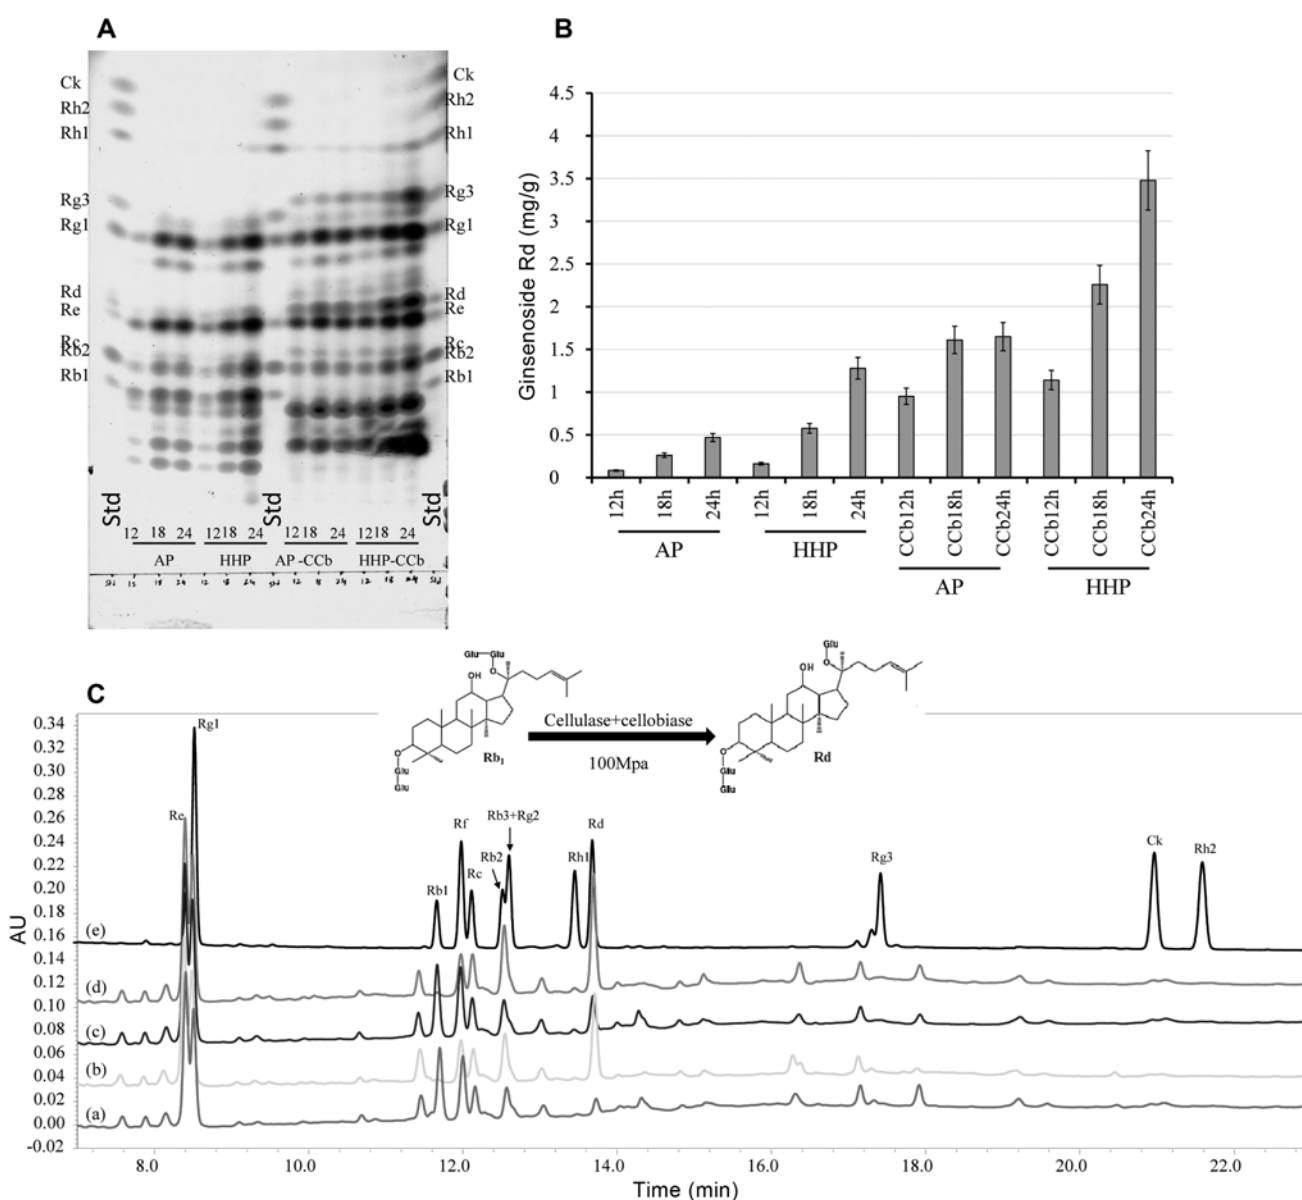 A
Ck
Rh2
Rh1
Rg3
Rg1
Rd
Re
Rc
Rb2
Rb1
Ck
Rh2
Rh1
Rg3
Rg1
Rd
Re
Rc
Rb2
Rb1
Std
Std
Std
12 18 24 12 18 24 12 18 24 12 18 24
AP HHP AP -CCb HHP-CCb
B
Ginsenoside Rd (mg/g)
4.5
4
3.5
3
2.5
2
1.5
1
0.5
0
12h 18h 24h 12h 18h 24h CCb12h CCb18h CCb24h CCb12h CCb18h CCb24h
AP HHP
AP HHP
C
Glu Glu
O
OH
O
Glu
Glu
Rb1
Cellulase+cellobiase
100Mpa
Glu
O
OH
O
Glu
Glu
Rd
AU
0.34
0.32
0.30
0.28
0.26
0.24
0.22
0.20
0.18
0.16
0.14
0.12
0.10
0.08
0.06
0.04
0.02
0.00
-0.02
Rg1
Re
Rb1
Rf
Rc
Rb2
Rb3+Rg2
Rh1
Rd
Rg3
Ck
Rh2
(e)
(d)
(c)
(b)
(a)
8.0 10.0 12.0 14.0 16.0 18.0 20.0 22.0
Time (min)